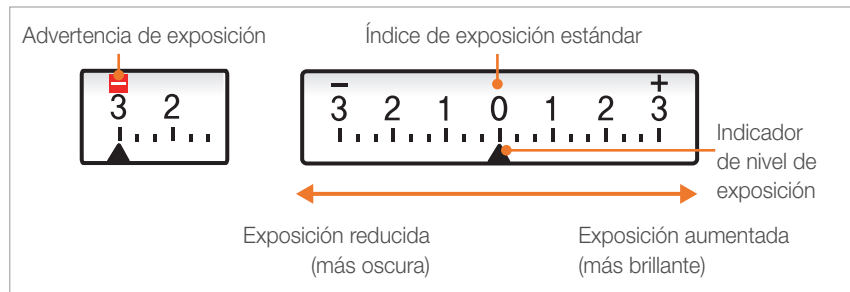 Advertencia de exposición
Índice de exposición estándar
− 3 2
− 3 2 1 0 1 2 3 +
Indicador
de nivel de
exposición
Exposición reducida
(más oscura)
Exposición aumentada
(más brillante)